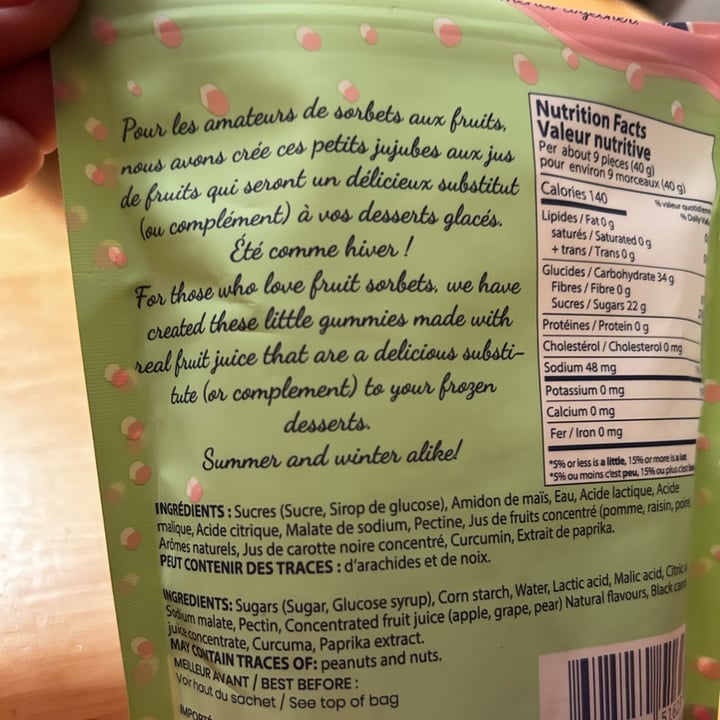 Pour les amateurs de sorbets aux fruits,
nous avons crée ces petits jujubes aux jus
de fruits qui seront un délicieux substitut
(ou complément) à vos desserts glacés.
Été comme hiver !
For those who love fruit sorbets, we have
created these little gummies made with
real fruit juice that are a delicious substi-
tute (or complement) to your frozen
desserts.
Summer and winter alike!
Nutrition Facts
Valeur nutritive
Per about 9 pieces (40 g)
pour environ 9 morceaux (40 g)
Calories 140
% valeur quotidienne
% Daily
Lipides / Fat 0 g
saturés / Saturated 0 g
+ trans / Trans 0 g
Glucides / Carbohydrate 34 g
Fibres / Fibre 0 g
Sucres / Sugars 22 g
Protéines / Protein 0 g
Cholestérol / Cholesterol 0 mg
Sodium 48 mg
Potassium 0 mg
Calcium 0 mg
Fer / Iron 0 mg
*5% or less is a little, 15% or more is a lot
*5% ou moins c'est peu, 15% ou plus c'est
INGRÉDIENTS : Sucres (Sucre, Sirop de glucose), Amidon de maïs, Eau, Acide lactique, Acide
malique, Acide citrique, Malate de sodium, Pectine, Jus de fruits concentré (pomme, raisin, poire
Arômes naturels, Jus de carotte noire concentré, Curcumin, Extrait de paprika.
PEUT CONTENIR DES TRACES : d'arachides et de noix.
INGREDIENTS: Sugars (Sugar, Glucose syrup), Corn starch, Water, Lactic acid, Malic acid, Citric
Sodium malate, Pectin, Concentrated fruit juice (apple, grape, pear) Natural flavours, Black
juice concentrate, Curcuma, Paprika extract.
MAY CONTAIN TRACES OF: peanuts and nuts.
MEILLEUR AVANT / BEST BEFORE :
Voir haut du sachet / See top of bag